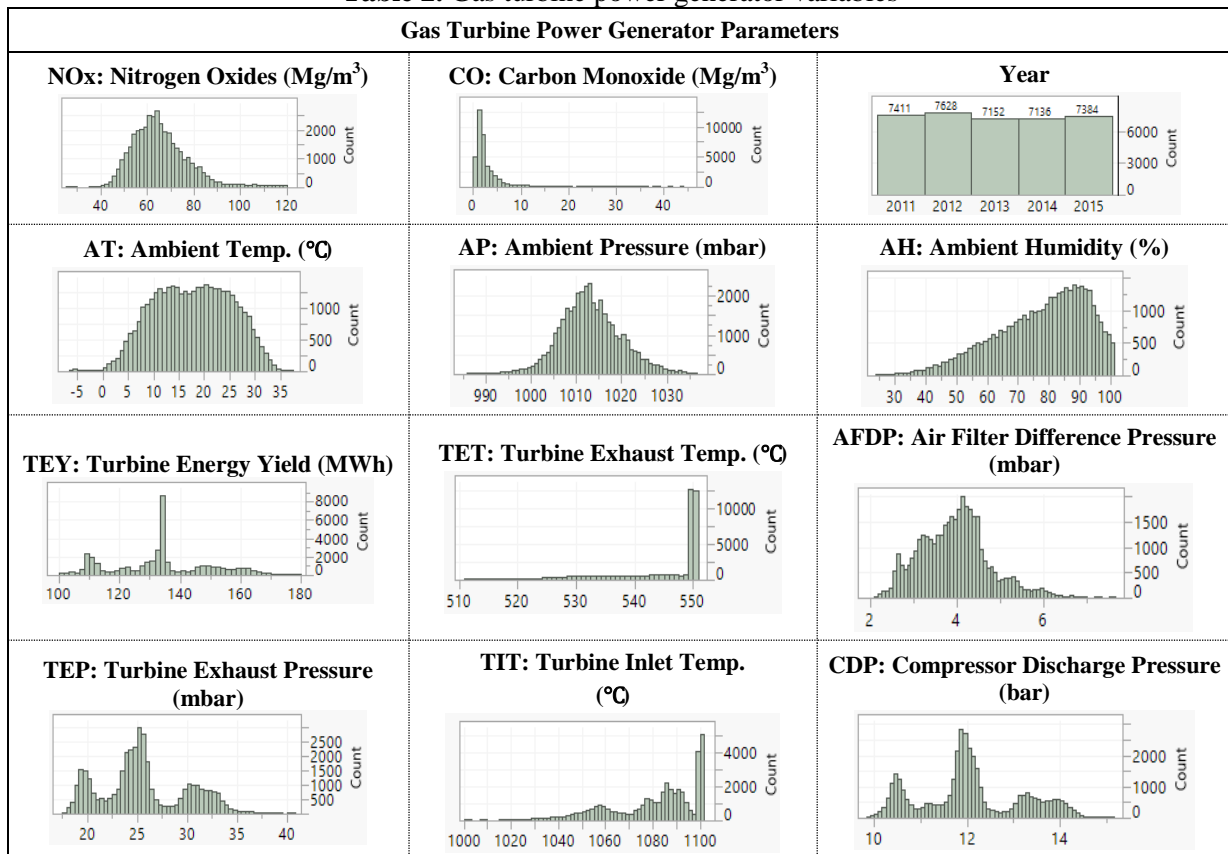 Table 2. Gas turbine power generator variables
Gas Turbine Power Generator Parameters
NOx: Nitrogen Oxides (Mg/m³)
2000
1000
0
Count
40 60 80 100 120
CO: Carbon Monoxide (Mg/m³)
10000
5000
0
Count
0 10 20 30 40
Year
7411 7628 7152 7136 7384
6000
3000
0
Count
2011 2012 2013 2014 2015
AT: Ambient Temp. (℃)
1000
500
0
Count
-5 0 5 10 15 20 25 30 35
AP: Ambient Pressure (mbar)
2000
1000
0
Count
990 1000 1010 1020 1030
AH: Ambient Humidity (%)
1000
500
0
Count
30 40 50 60 70 80 90 100
TEY: Turbine Energy Yield (MWh)
8000
6000
4000
2000
0
Count
100 120 140 160 180
TET: Turbine Exhaust Temp. (℃)
10000
5000
0
Count
510 520 530 540 550
AFDP: Air Filter Difference Pressure
(mbar)
1500
1000
500
0
Count
2 4 6
TEP: Turbine Exhaust Pressure
(mbar)
2500
2000
1500
1000
500
Count
20 25 30 35 40
TIT: Turbine Inlet Temp.
(℃)
4000
2000
0
Count
1000 1020 1040 1060 1080 1100
CDP: Compressor Discharge Pressure
(bar)
2000
1000
0
Count
10 12 14